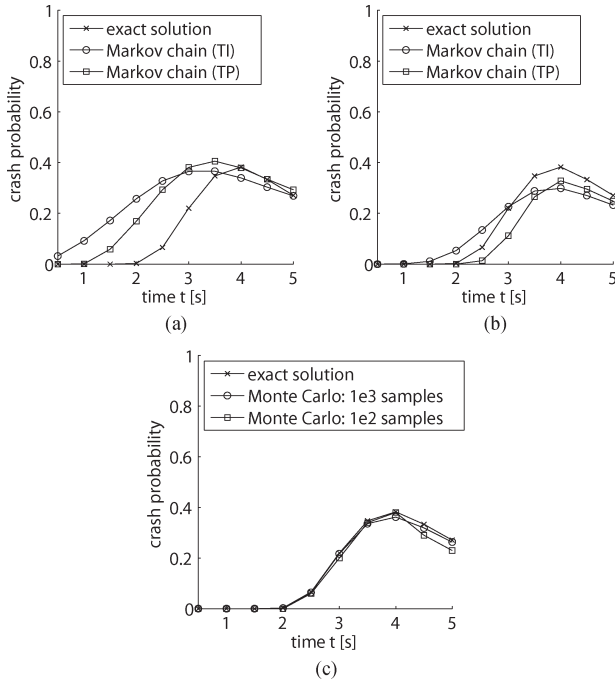 exact solution
Markov chain (TI)
Markov chain (TP)
crash probability
0
0.2
0.4
0.6
0.8
1
1 2 3 4 5
time t [s]
(a)
exact solution
Markov chain (TI)
Markov chain (TP)
crash probability
0
0.2
0.4
0.6
0.8
1
1 2 3 4 5
time t [s]
(b)
exact solution
Monte Carlo: 1e3 samples
Monte Carlo: 1e2 samples
crash probability
0
0.2
0.4
0.6
0.8
1
1 2 3 4 5
time t [s]
(c)